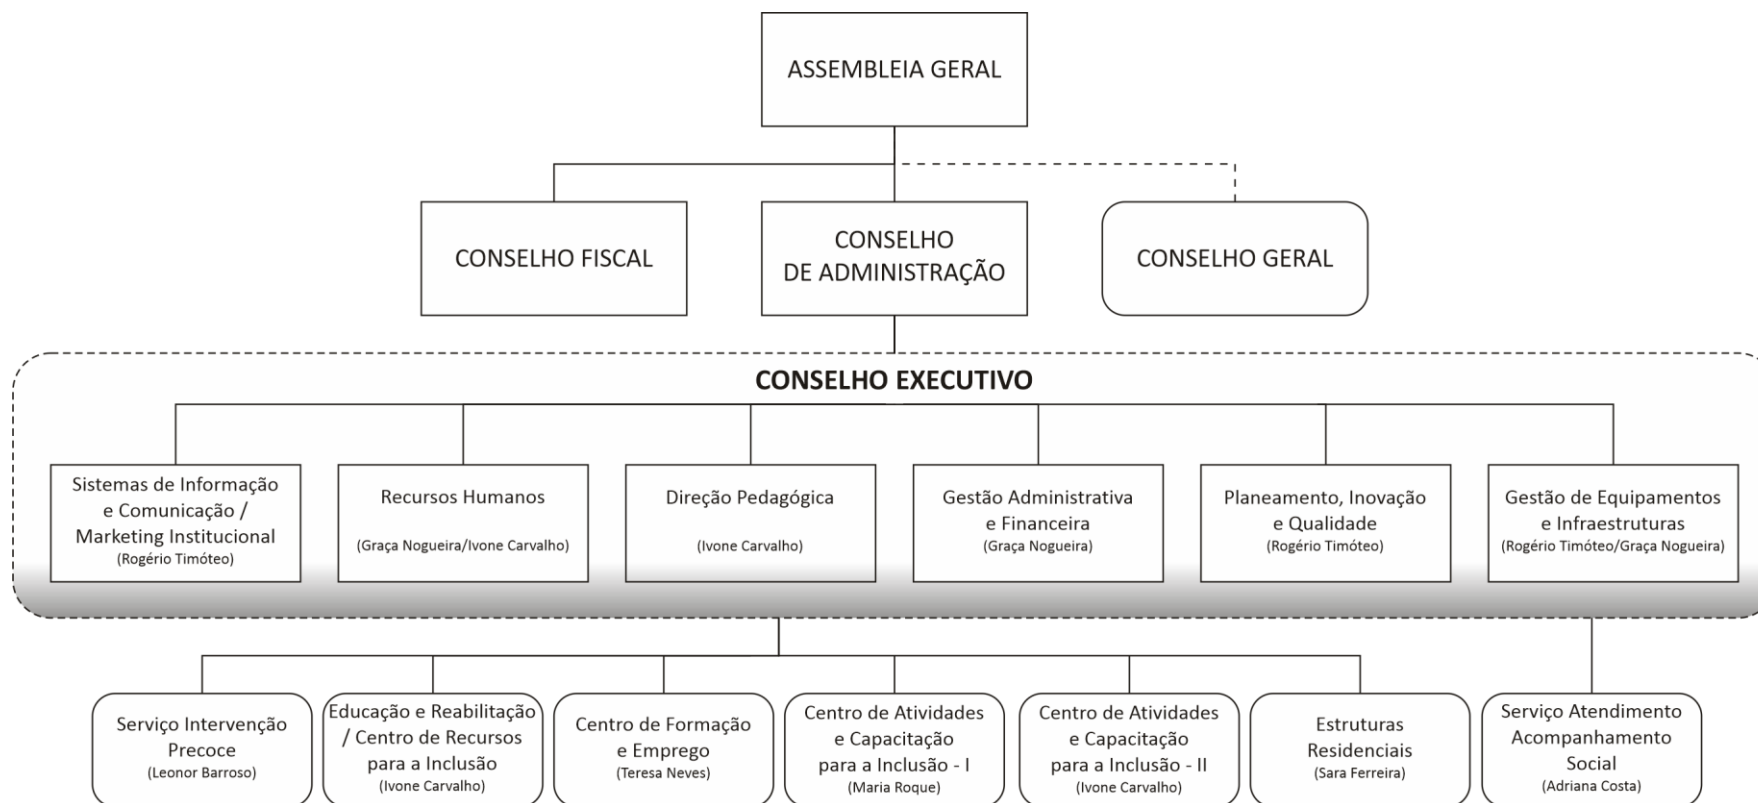 ASSEMBLEIA GERAL
CONSELHO FISCAL
CONSELHO
DE ADMINISTRAÇÃO
CONSELHO GERAL
CONSELHO EXECUTIVO
Sistemas de Informação
e Comunicação /
Marketing Institucional
(Rogério Timóteo)
Recursos Humanos
(Graça Nogueira/Ivone Carvalho)
Direção Pedagógica
(Ivone Carvalho)
Gestão Administrativa
e Financeira
(Graça Nogueira)
Planeamento, Inovação
e Qualidade
(Rogério Timóteo)
Gestão de Equipamentos
e Infraestruturas
(Rogério Timóteo/Graça Nogueira)
Serviço Intervenção
Precoce
(Leonor Barroso)
Educação e Reabilitação
/ Centro de Recursos
para a Inclusão
(Ivone Carvalho)
Centro de Formação
e Emprego
(Teresa Neves)
Centro de Atividades
e Capacitação
para a Inclusão - I
(Maria Roque)
Centro de Atividades
e Capacitação
para a Inclusão - II
(Ivone Carvalho)
Estruturas
Residenciais
(Sara Ferreira)
Serviço Atendimento
Acompanhamento
Social
(Adriana Costa)